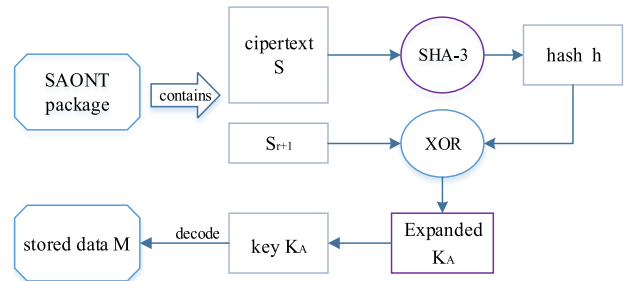 SAONT
package
contains
cipertext
S
SHA-3
hash h
Sr+1
XOR
stored data M
decode
key KA
Expanded
KA